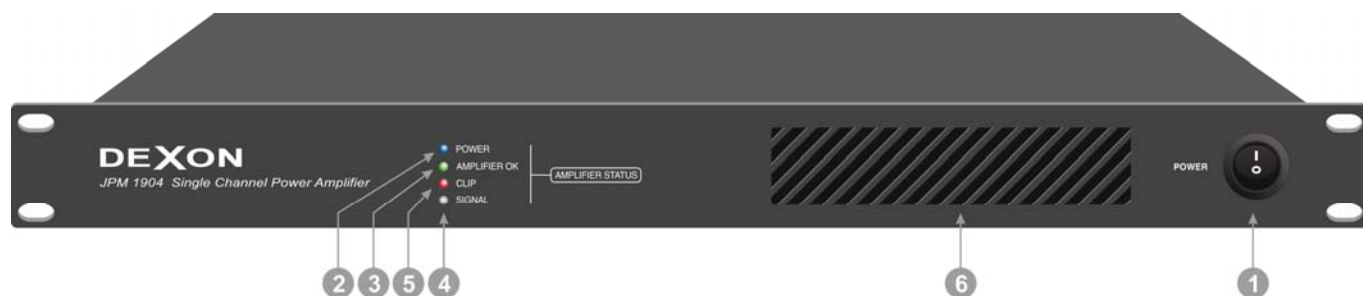 DEXON
JPM 1904 Single Channel Power Amplifier
POWER
AMPLIFIER OK
CLIP
SIGNAL
AMPLIFIER STATUS
POWER
I
O
2
3
5
4
6
1